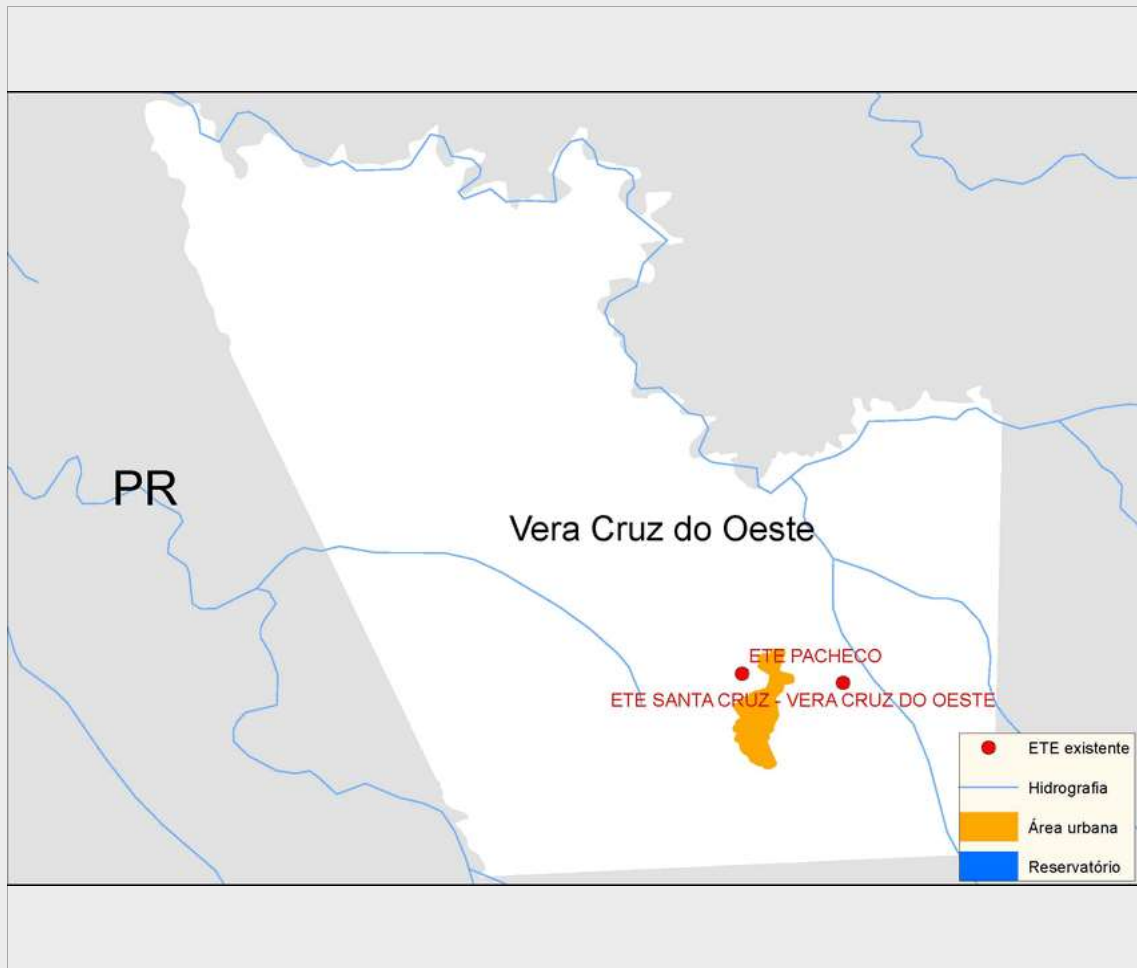 PR
Vera Cruz do Oeste
ETE PACHECO
ETE SANTA CRUZ - VERA CRUZ DO OESTE
ETE existente
Hidrografia
Área urbana
Reservatório